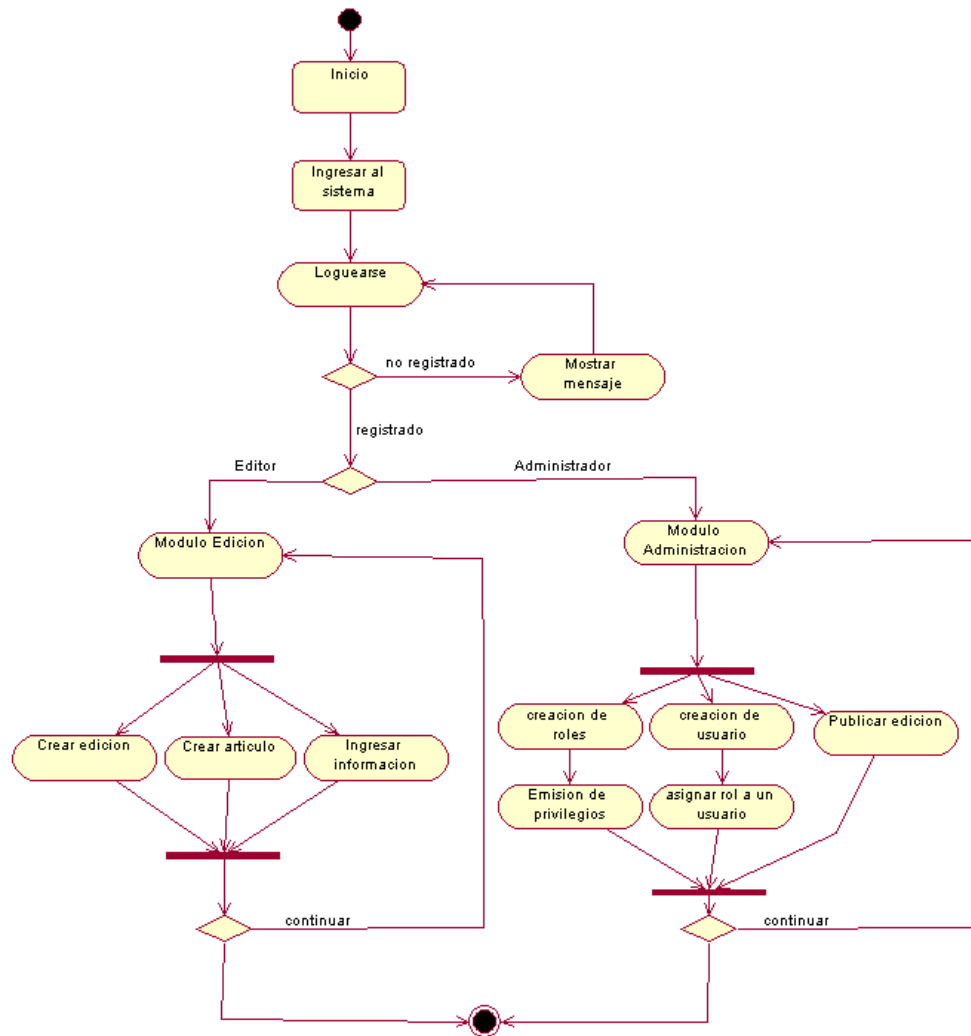 Inicio
Ingresar al
sistema
Loguearse
no registrado
Mostrar
mensaje
registrado
Editor
Administrador
Modulo Edicion
Modulo
Administracion
Crear edicion
Crear articulo
Ingresar
informacion
creacion de
roles
creacion de
usuario
Publicar edicion
Emision de
privilegios
asignar rol a un
usuario
continuar
continuar